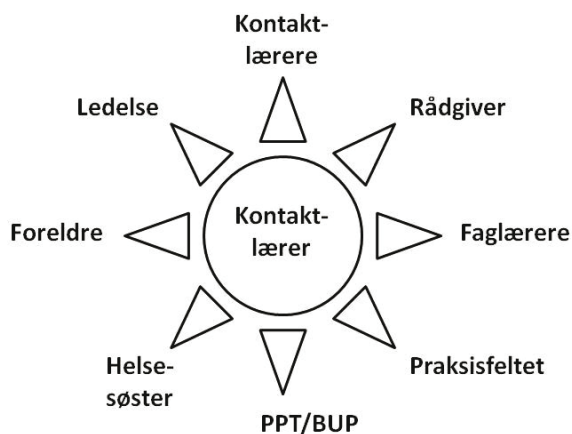 Kontakt-
lærere
Ledelse
Rådgiver
Foreldre
Kontakt-
lærer
Faglærere
Helse-
søster
Praksisfeltet
PPT/BUP